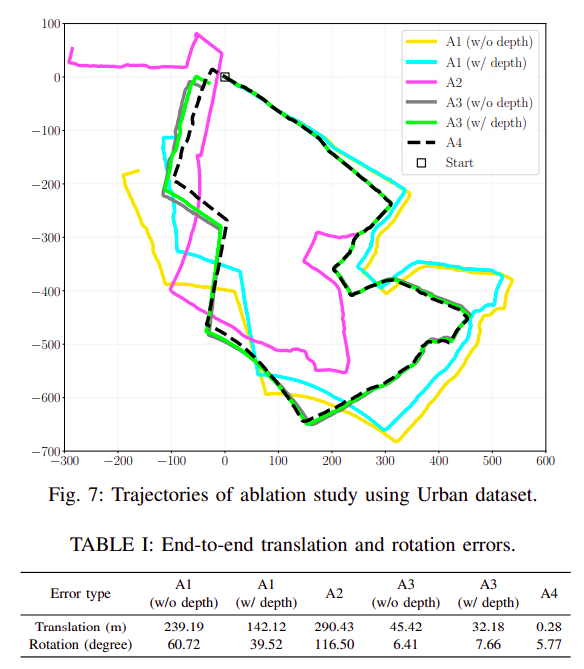 100
0
−100
−200
−300
−400
−500
−600
−700
−300 −200 −100 0 100 200 300 400 500 600
A1 (w/o depth)
A1 (w/ depth)
A2
A3 (w/o depth)
A3 (w/ depth)
A4
Start
Fig. 7: Trajectories of ablation study using Urban dataset.
TABLE I: End-to-end translation and rotation errors.
Error type A1 (w/o depth) A1 (w/ depth) A2 A3 (w/o depth) A3 (w/ depth) A4
Translation (m) 239.19 142.12 290.43 45.42 32.18 0.28
Rotation (degree) 60.72 39.52 116.50 6.41 7.66 5.77